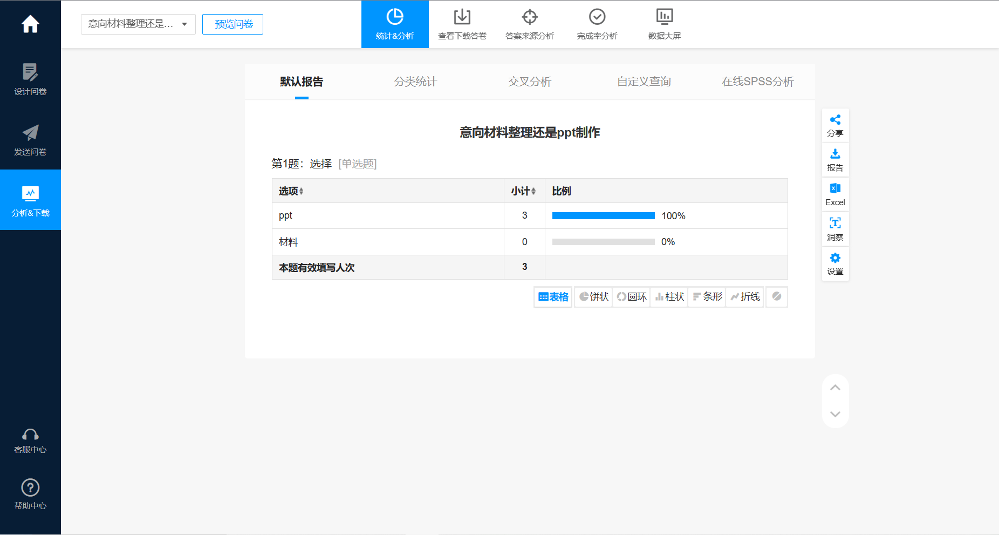 意向材料整理还是...
预览问卷
统计&分析
查看下载答卷
答案来源分析
完成率分析
数据大屏
设计问卷
发送问卷
分析&下载
客服中心
帮助中心
默认报告
分类统计
交叉分析
自定义查询
在线SPSS分析
意向材料整理还是ppt制作
第1题：选择 [单选题]
选项 小计 比例
ppt 3 100%
材料 0 0%
本题有效填写人次 3
表格 饼状 圆环 柱状 条形 折线
分享
报告
Excel
洞察
设置